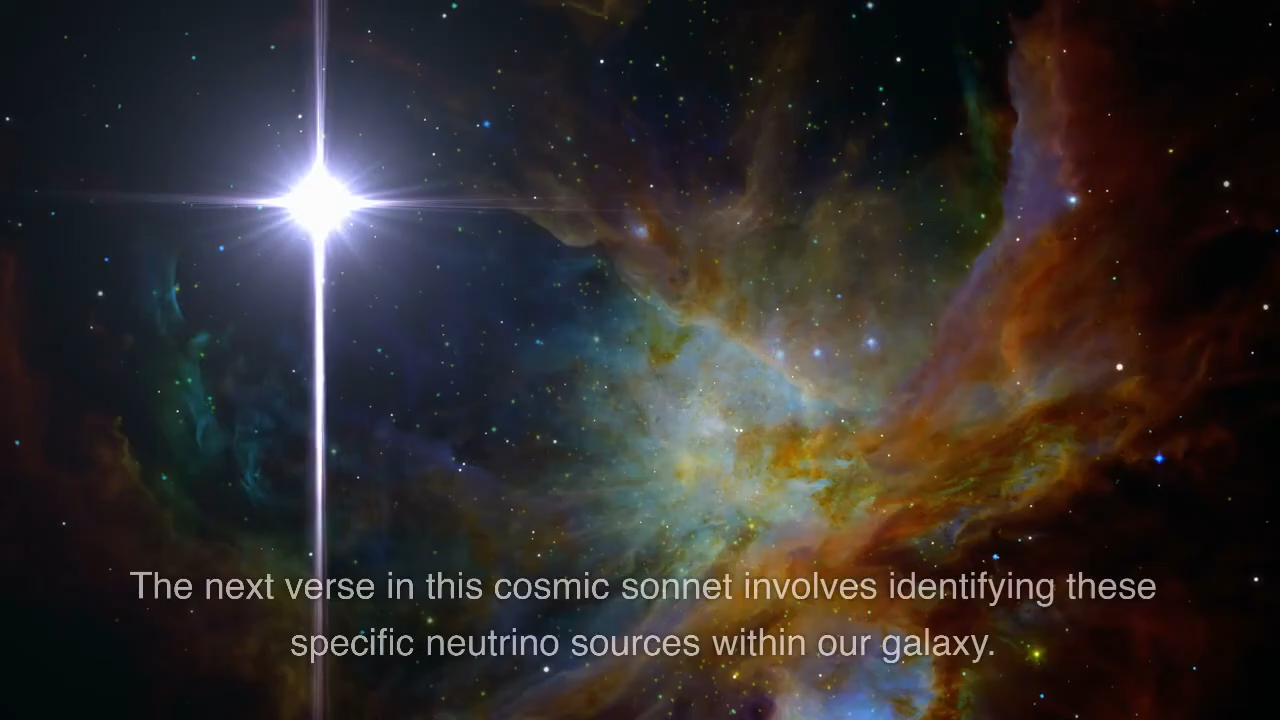 The next verse in this cosmic sonnet involves identifying these
specific neutrino sources within our galaxy.